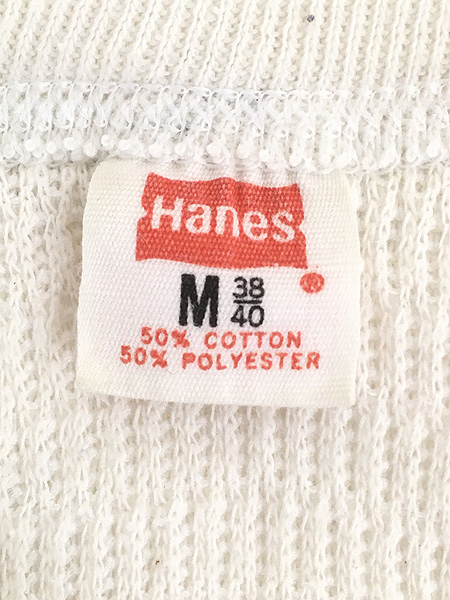 Hanes
®
M 38/40
50% COTTON
50% POLYESTER